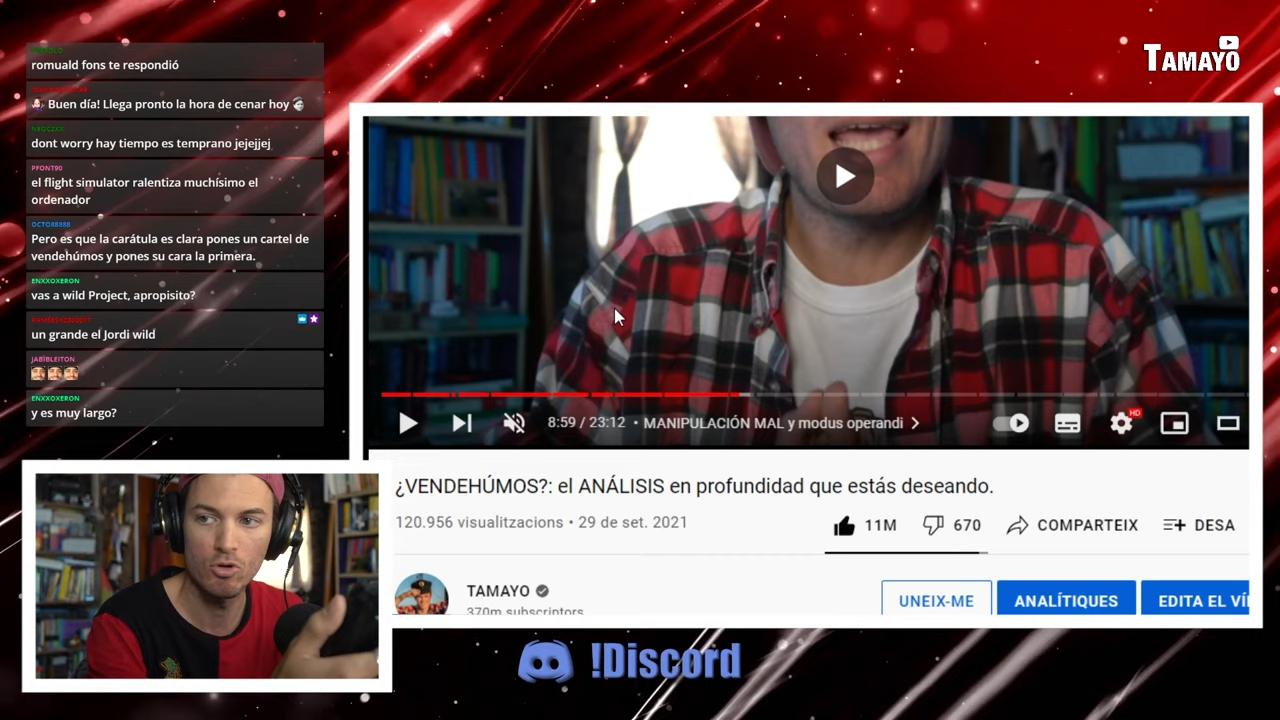 romuald fons te respondió
Buen día! Llega pronto la hora de cenar hoy
dont worry hay tiempo es temprano jejejjej
PFONT90
el flight simulator ralentiza muchísimo el
ordenador
OCTO88888
Pero es que la carátula es clara pones un cartel de
vendehúmos y pones su cara la primera.
ENXXOXERON
vas a wild Project, apropisito?
un grande el Jordi wild
JABIBLEITON
ENXXOXERON
y es muy largo?
TAMAYO
8:59 / 23:12 • MANIPULACIÓN MAL y modus operandi
HD
¿VENDEHÚMOS?: el ANÁLISIS en profundidad que estás deseando.
120.956 visualitzacions • 29 de set. 2021
11M
670
COMPARTEIX
DESA
TAMAYO
370m subscriptors
UNEIX-ME
ANALÍTIQUES
EDITA EL VÍ
!Discord